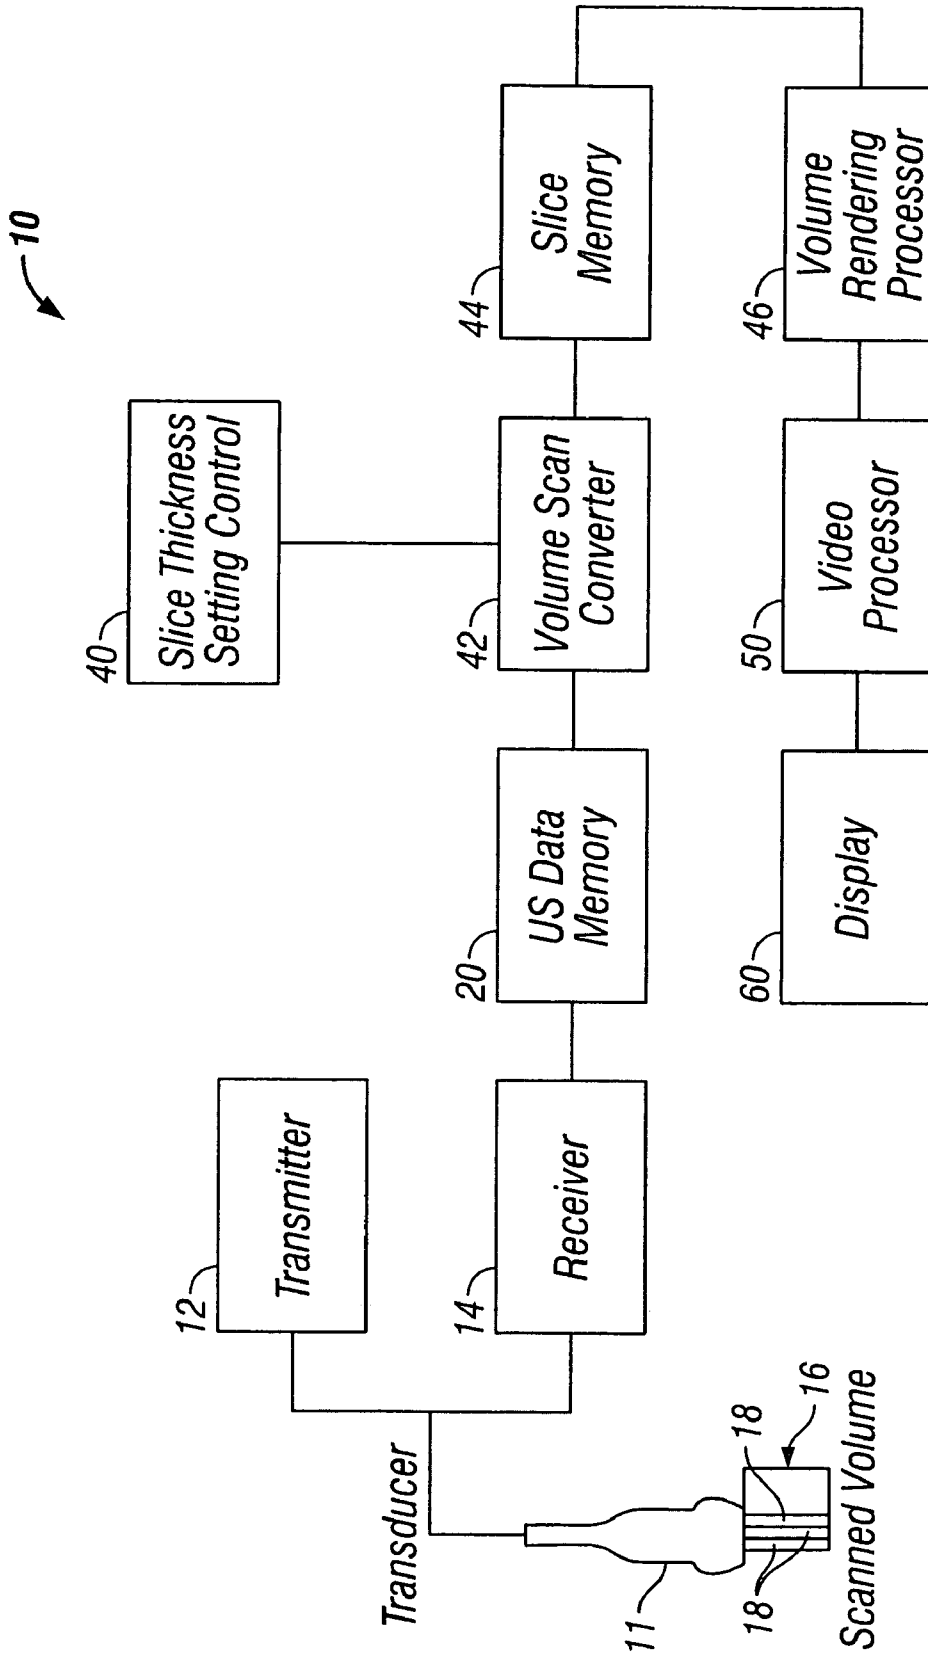 10
40
Slice Thickness
Setting Control
12
Transmitter
Transducer
14
Receiver
20
US Data
Memory
42
Volume Scan
Converter
44
Slice
Memory
11
18
18
16
Scanned Volume
60
Display
50
Video
Processor
46
Volume
Rendering
Processor